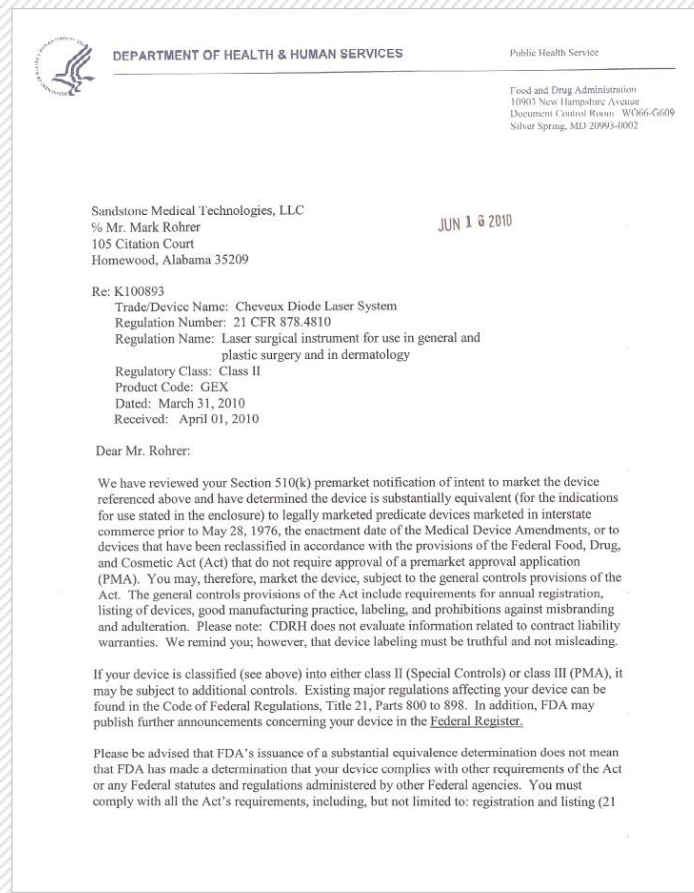 DEPARTMENT OF HEALTH & HUMAN SERVICES
Public Health Service
Food and Drug Administration
10903 New Hampshire Avenue
Document Control Room WO66-G609
Silver Spring, MD 20993-0002
Sandstone Medical Technologies, LLC
℅ Mr. Mark Rohrer
105 Citation Court
Homewood, Alabama 35209
JUN 16 2010
Re: K100893
Trade/Device Name: Cheveux Diode Laser System
Regulation Number: 21 CFR 878.4810
Regulation Name: Laser surgical instrument for use in general and
plastic surgery and in dermatology
Regulatory Class: Class II
Product Code: GEX
Dated: March 31, 2010
Received: April 01, 2010
Dear Mr. Rohrer:
We have reviewed your Section 510(k) premarket notification of intent to market the device
referenced above and have determined the device is substantially equivalent (for the indications
for use stated in the enclosure) to legally marketed predicate devices marketed in interstate
commerce prior to May 28, 1976, the enactment date of the Medical Device Amendments, or to
devices that have been reclassified in accordance with the provisions of the Federal Food, Drug,
and Cosmetic Act (Act) that do not require approval of a premarket approval application
(PMA). You may, therefore, market the device, subject to the general controls provisions of the
Act. The general controls provisions of the Act include requirements for annual registration,
listing of devices, good manufacturing practice, labeling, and prohibitions against misbranding
and adulteration. Please note: CDRH does not evaluate information related to contract liability
warranties. We remind you; however, that device labeling must be truthful and not misleading.
If your device is classified (see above) into either class II (Special Controls) or class III (PMA), it
may be subject to additional controls. Existing major regulations affecting your device can be
found in the Code of Federal Regulations, Title 21, Parts 800 to 898. In addition, FDA may
publish further announcements concerning your device in the Federal Register.
Please be advised that FDA's issuance of a substantial equivalence determination does not mean
that FDA has made a determination that your device complies with other requirements of the Act
or any Federal statutes and regulations administered by other Federal agencies. You must
comply with all the Act's requirements, including, but not limited to: registration and listing (21